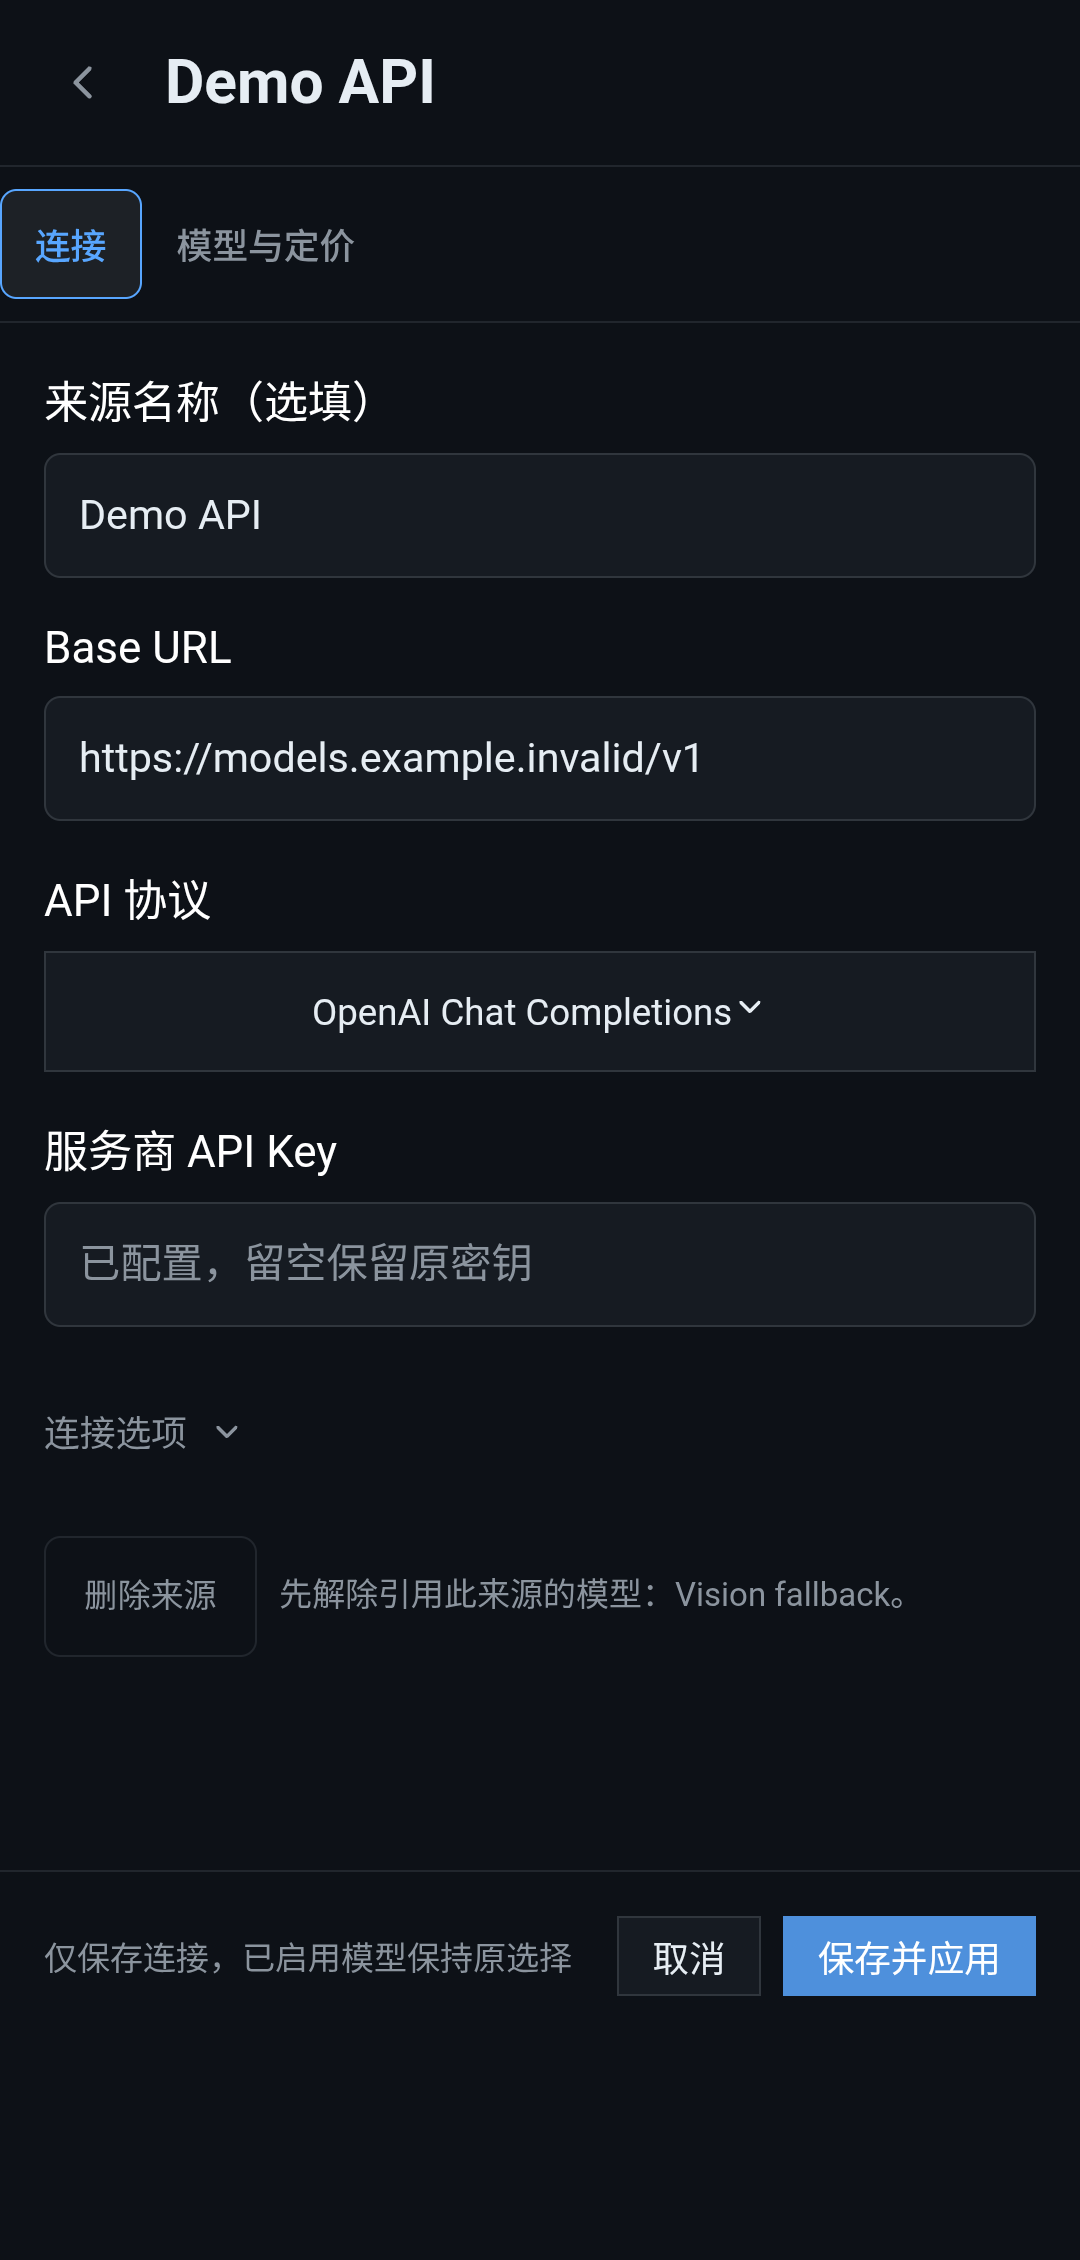 Demo API
连接
模型与定价
来源名称（选填）
Demo API
Base URL
https://models.example.invalid/v1
API 协议
OpenAI Chat Completions
服务商 API Key
已配置，留空保留原密钥
连接选项
删除来源
先解除引用此来源的模型：Vision fallback。
仅保存连接，已启用模型保持原选择
取消
保存并应用